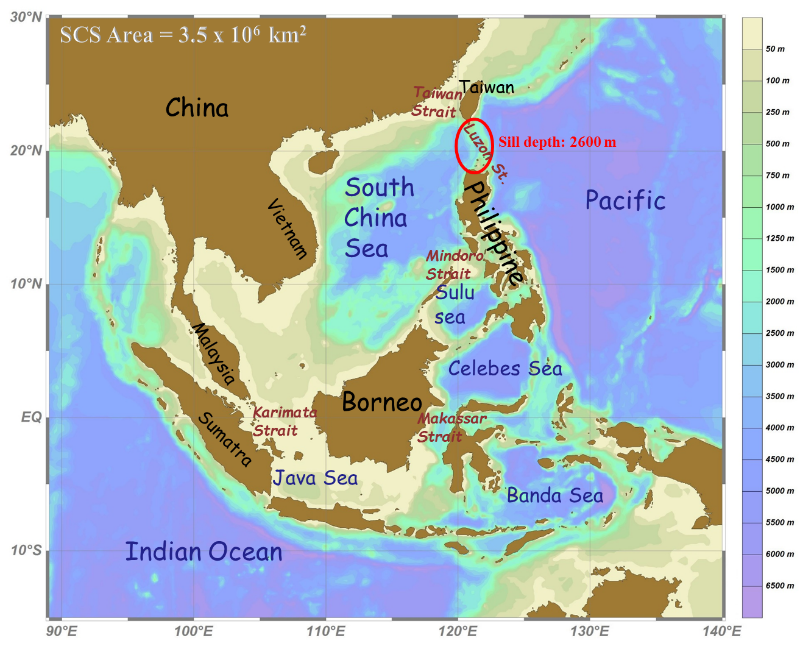 30°N
SCS Area = 3.5 x 10⁶ km²
China
Taiwan
Strait
Taiwan
20°N
Luzon St.
Sill depth: 2600 m
South
China
Sea
Vietnam
Philippine
Pacific
Mindoro
Strait
10°N
Sulu
sea
Malaysia
Celebes Sea
EQ
Borneo
Karimata
Strait
Makassar
Strait
Sumatra
Java Sea
Banda Sea
10°S
Indian Ocean
90°E
100°E
110°E
120°E
130°E
140°E
50 m
100 m
250 m
500 m
750 m
1000 m
1250 m
1500 m
2000 m
2500 m
3000 m
3500 m
4000 m
4500 m
5000 m
5500 m
6000 m
6500 m